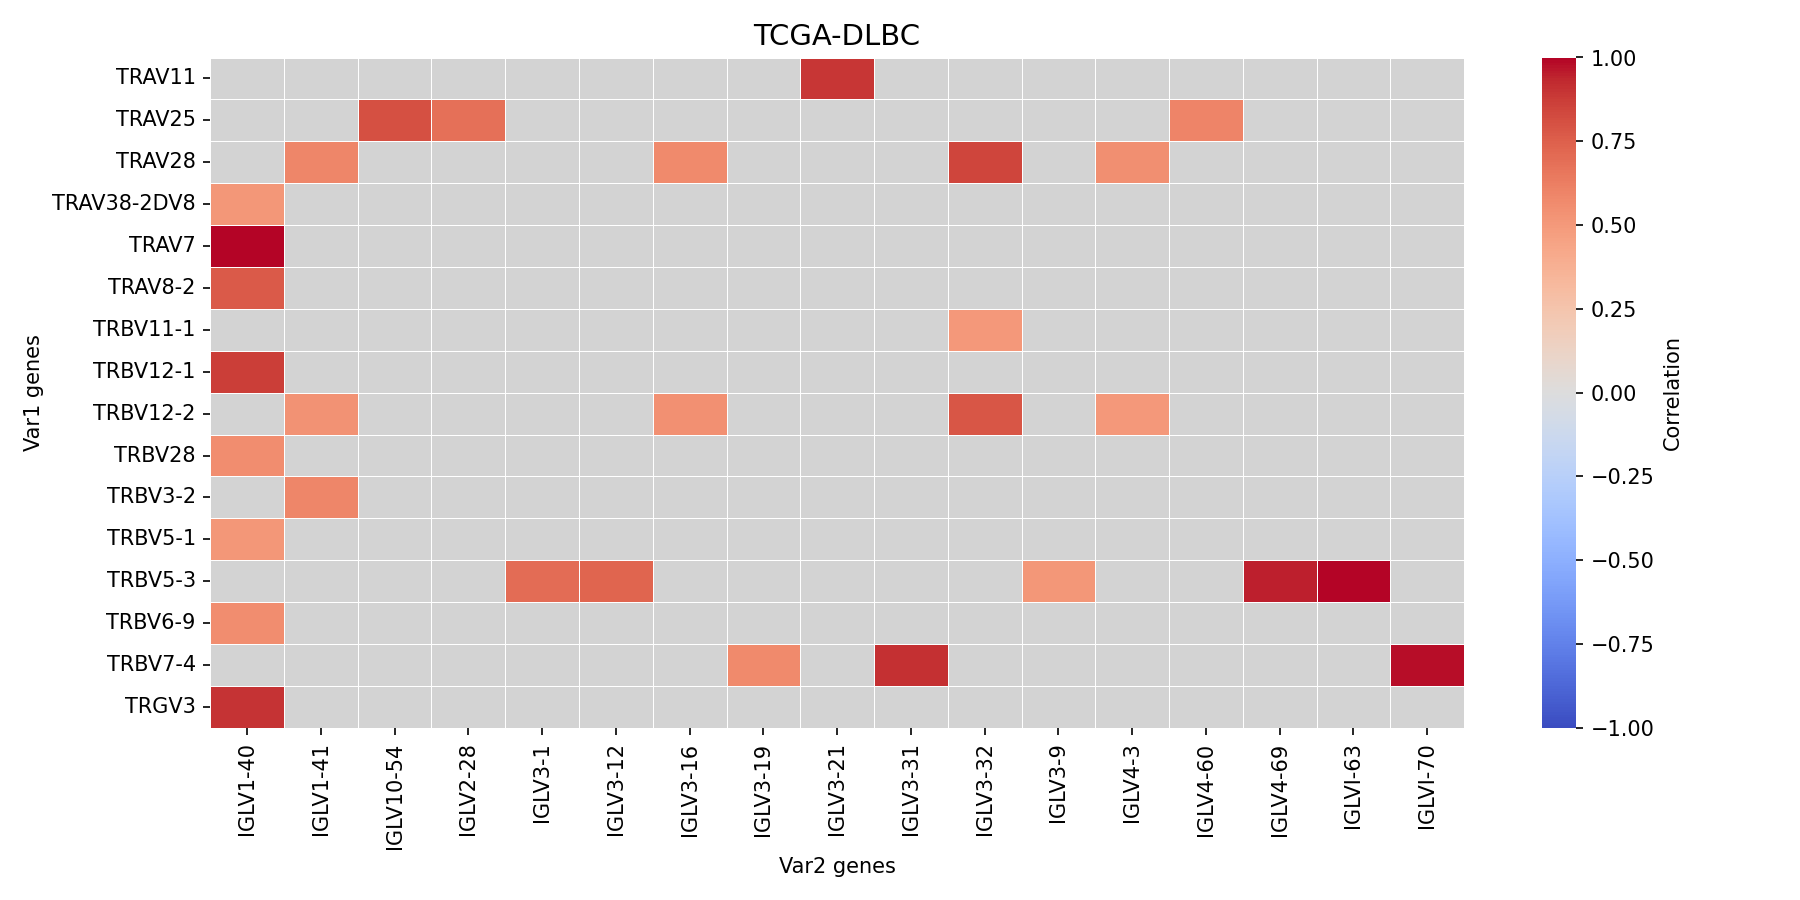 TCGA-DLBC
TRAV11
TRAV25
TRAV28
TRAV38-2DV8
TRAV7
TRAV8-2
TRBV11-1
TRBV12-1
TRBV12-2
TRBV28
TRBV3-2
TRBV5-1
TRBV5-3
TRBV6-9
TRBV7-4
TRGV3
Var1 genes
IGLV1-40
IGLV1-41
IGLV10-54
IGLV2-28
IGLV3-1
IGLV3-12
IGLV3-16
IGLV3-19
IGLV3-21
IGLV3-31
IGLV3-32
IGLV3-9
IGLV4-3
IGLV4-60
IGLV4-69
IGLVI-63
IGLVI-70
Var2 genes
1.00
0.75
0.50
0.25
0.00
−0.25
−0.50
−0.75
−1.00
Correlation